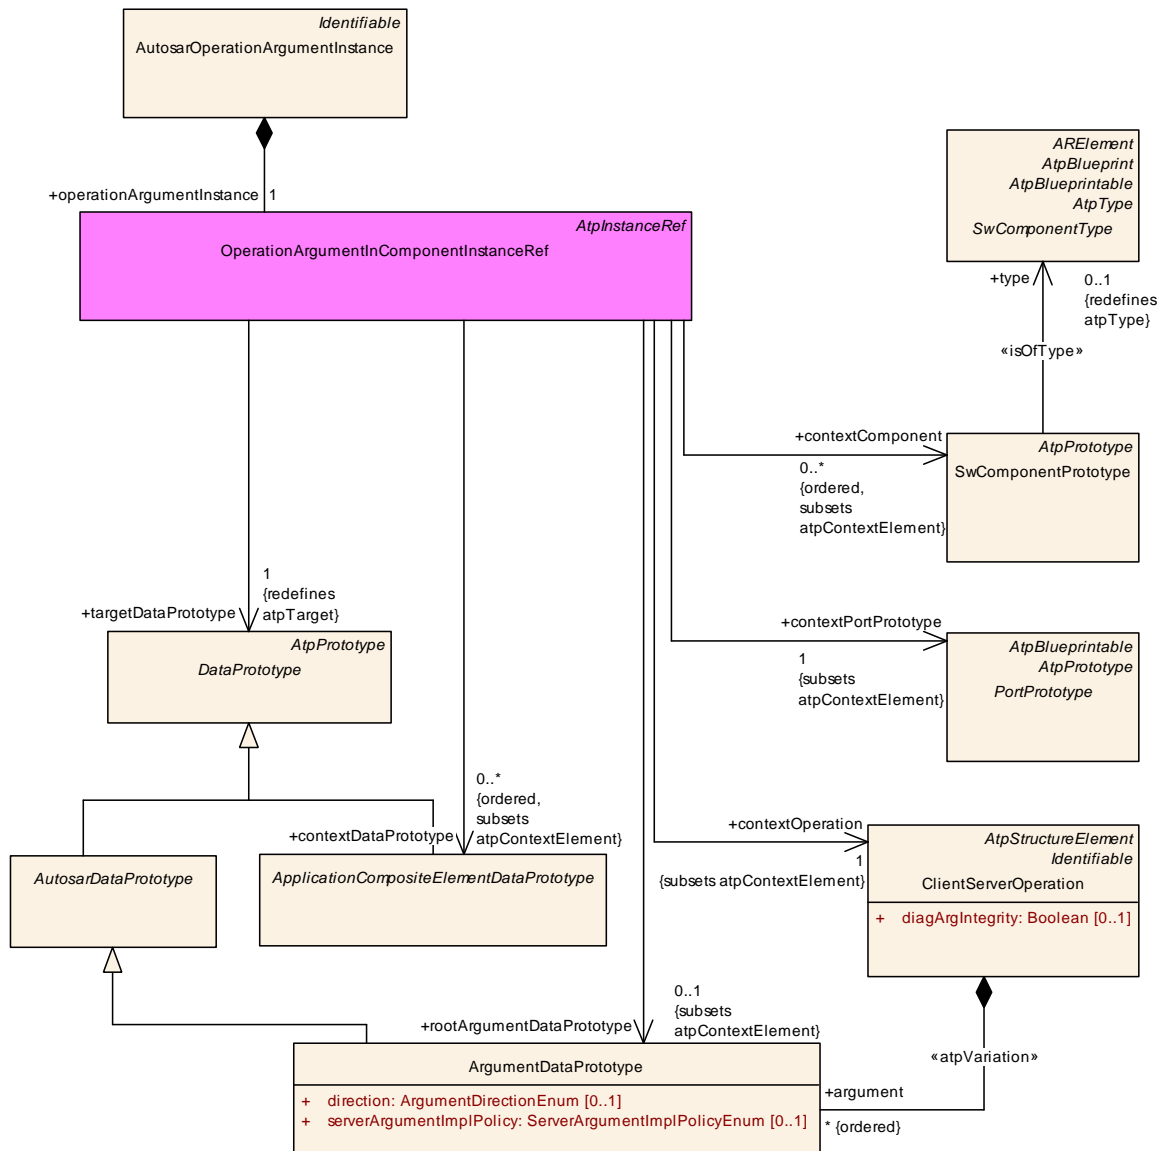 Identifiable
AutosarOperationArgumentInstance
+operationArgumentInstance 1
AtpInstanceRef
OperationArgumentInComponentInstanceRef
ARElement
AtpBlueprint
AtpBlueprintable
AtpType
SwComponentType
+type
0..1
{redefines
atpType}
«isOfType»
+contextComponent
0..*
{ordered,
subsets
atpContextElement}
AtpPrototype
SwComponentPrototype
+targetDataPrototype
1
{redefines
atpTarget}
AtpPrototype
DataPrototype
+contextPortPrototype
1
{subsets
atpContextElement}
AtpBlueprintable
AtpPrototype
PortPrototype
+contextDataPrototype
0..*
{ordered,
subsets
atpContextElement}
+contextOperation
1
{subsets atpContextElement}
AtpStructureElement
Identifiable
ClientServerOperation
+ diagArgIntegrity: Boolean [0..1]
AutosarDataPrototype
ApplicationCompositeElementDataPrototype
+rootArgumentDataPrototype
0..1
{subsets
atpContextElement}
«atpVariation»
ArgumentDataPrototype
+ direction: ArgumentDirectionEnum [0..1]
+ serverArgumentImplPolicy: ServerArgumentImplPolicyEnum [0..1]
+argument
* {ordered}